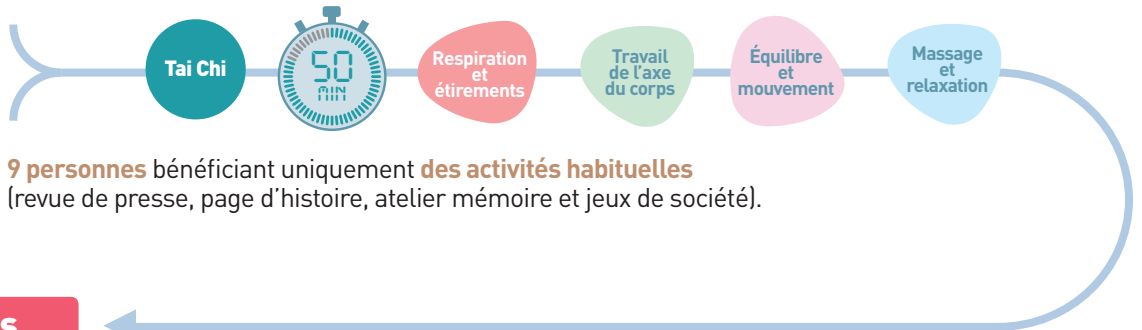 Tai Chi
50
MIN
Respiration
et
étirements
Travail
de l'axe
du corps
Équilibre
et
mouvement
Massage
et
relaxation
9 personnes bénéficiant uniquement des activités habituelles
(revue de presse, page d'histoire, atelier mémoire et jeux de société).